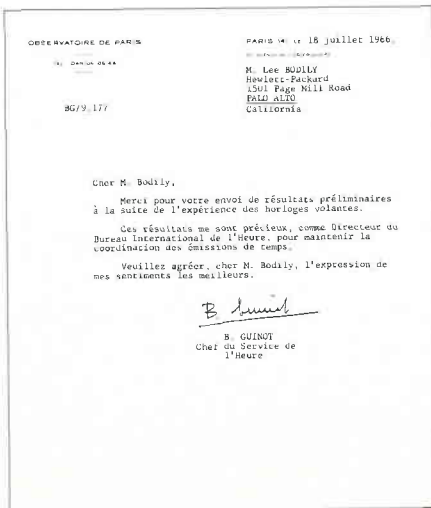 OBSERVATOIRE DE PARIS
PARIS 14, LE 18 juillet 1966.
M. Lee BODILY
Hewlett-Packard
1501 Page Mill Road
PALO ALTO
California
BG/9.177
Cher M. Bodily,
Merci pour votre envoi de résultats préliminaires
à la suite de l'expérience des horloges volantes.
Ces résultats me sont précieux, comme Directeur du
Bureau International de l'Heure, pour maintenir la
coordination des émissions de temps.
Veuillez agréer, cher M. Bodily, l'expression de
mes sentiments les meilleurs.
B. Guinot
B. GUINOT
Chef du Service de
l'Heure